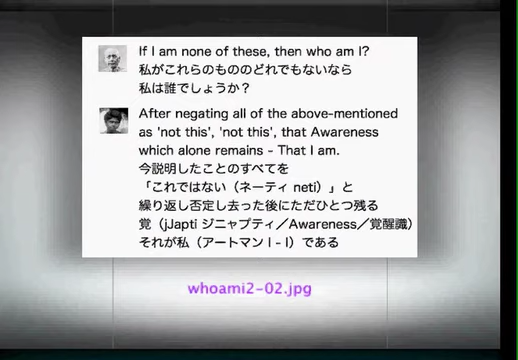 If I am none of these, then who am I?
私がこれらのもののどれでもないなら
私は誰でしょうか？
After negating all of the above-mentioned
as 'not this', 'not this', that Awareness
which alone remains - That I am.
今説明したことのすべてを
「これではない（ネーティ neti）」と
繰り返し否定し去った後にただひとつ残る
覚（jJapti ジニャプティ／Awareness／覚醒識）
それが私（アートマン I - I）である
whoami2-02.jpg